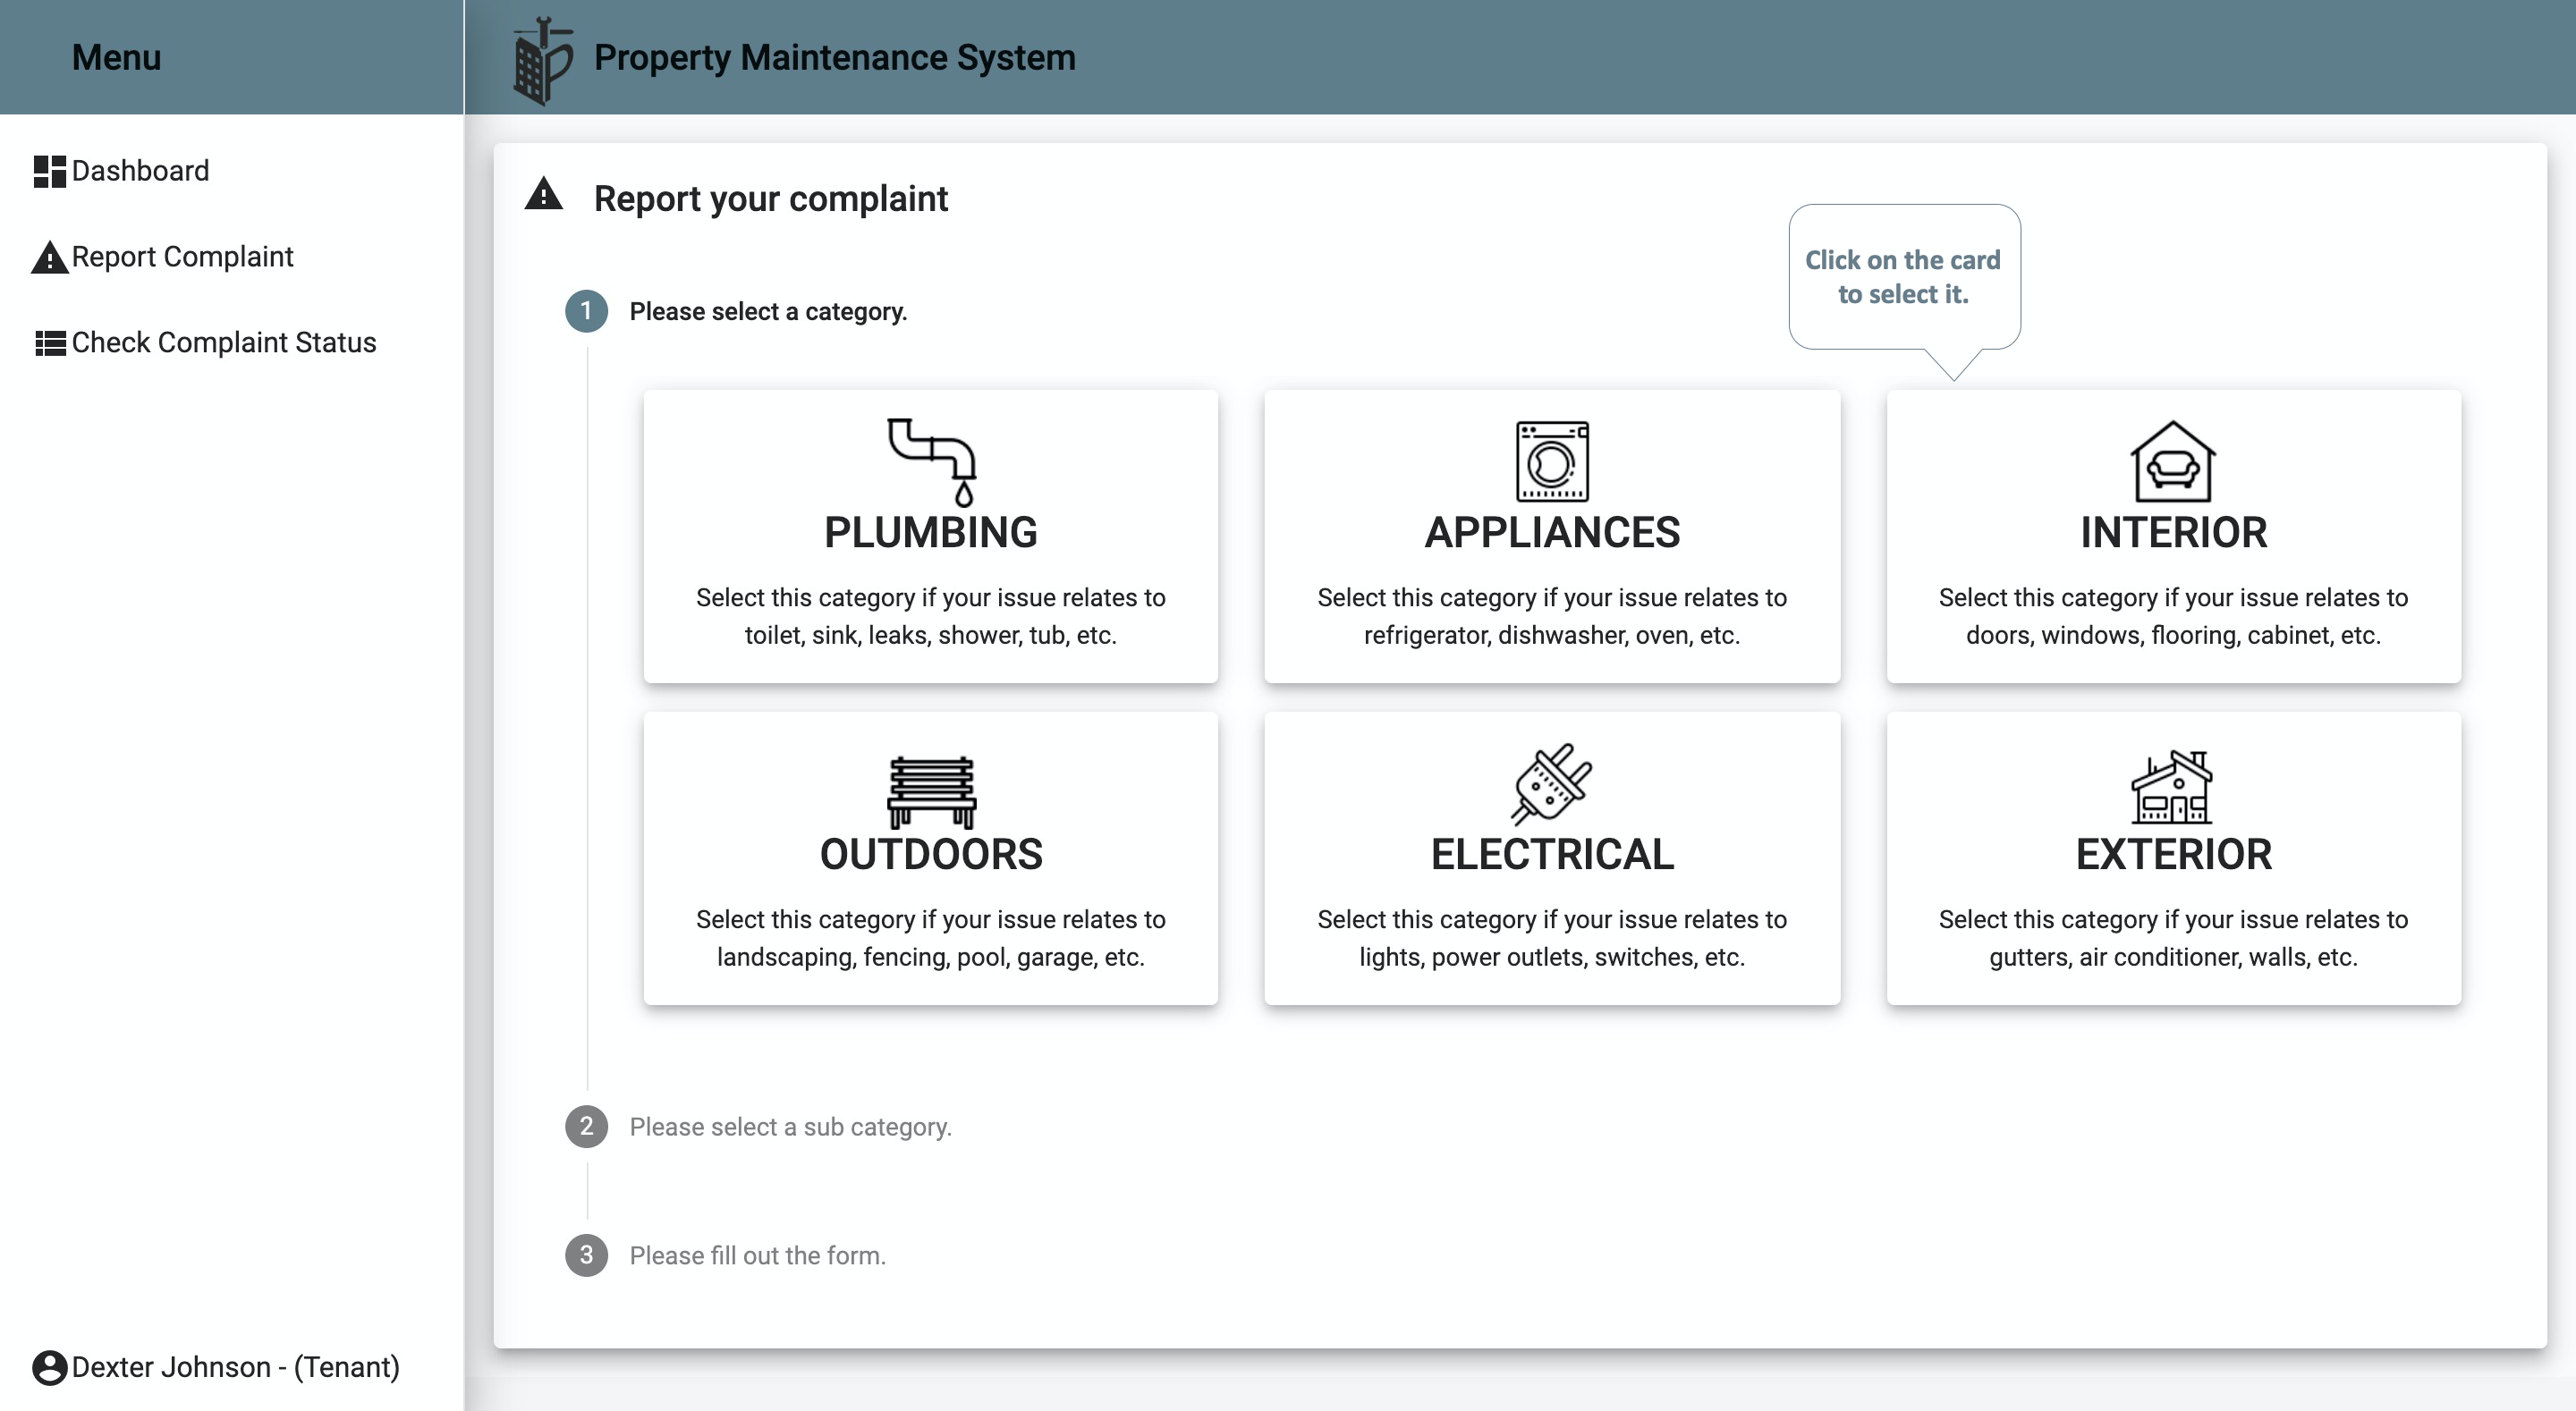 Menu
Property Maintenance System
Dashboard
Report Complaint
Check Complaint Status
Report your complaint
Click on the card
to select it.
1 Please select a category.
PLUMBING
Select this category if your issue relates to
toilet, sink, leaks, shower, tub, etc.
APPLIANCES
Select this category if your issue relates to
refrigerator, dishwasher, oven, etc.
INTERIOR
Select this category if your issue relates to
doors, windows, flooring, cabinet, etc.
OUTDOORS
Select this category if your issue relates to
landscaping, fencing, pool, garage, etc.
ELECTRICAL
Select this category if your issue relates to
lights, power outlets, switches, etc.
EXTERIOR
Select this category if your issue relates to
gutters, air conditioner, walls, etc.
2 Please select a sub category.
3 Please fill out the form.
Dexter Johnson - (Tenant)